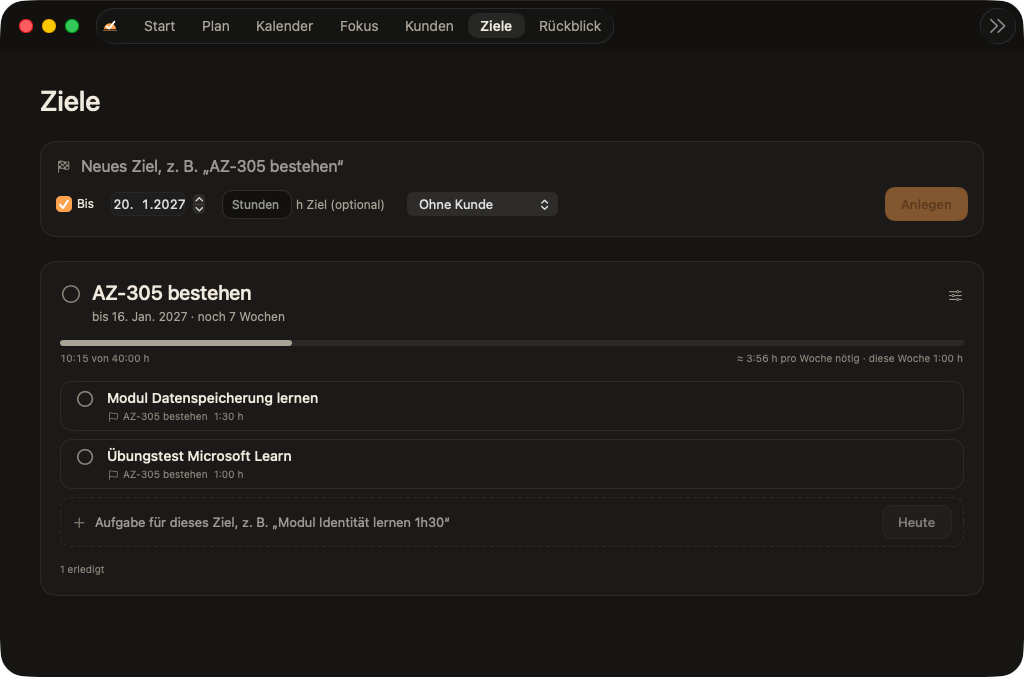 Start Plan Kalender Fokus Kunden Ziele Rückblick
Ziele
Neues Ziel, z. B. „AZ-305 bestehen“
Bis 20. 1.2027 Stunden h Ziel (optional) Ohne Kunde Anlegen
AZ-305 bestehen
bis 16. Jan. 2027 · noch 7 Wochen
10:15 von 40:00 h ≈ 3:56 h pro Woche nötig · diese Woche 1:00 h
Modul Datenspeicherung lernen
AZ-305 bestehen 1:30 h
Übungstest Microsoft Learn
AZ-305 bestehen 1:00 h
+ Aufgabe für dieses Ziel, z. B. „Modul Identität lernen 1h30“ Heute
1 erledigt